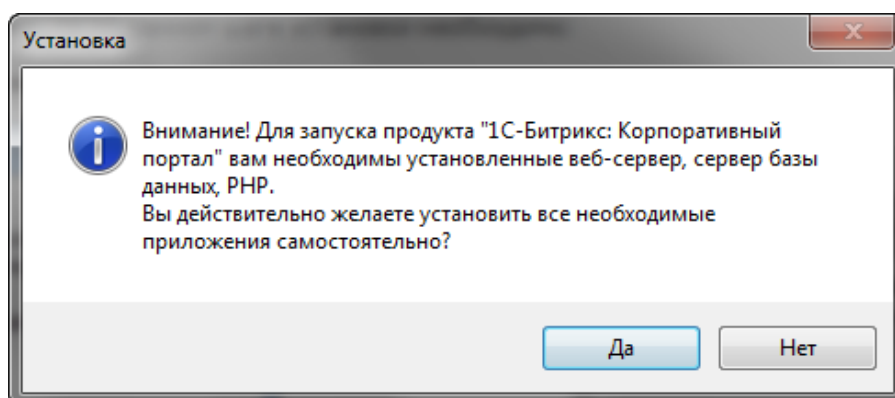 Установка
Внимание! Для запуска продукта "1С-Битрикс: Корпоративный
портал" вам необходимы установленные веб-сервер, сервер базы
данных, PHP.
Вы действительно желаете установить все необходимые
приложения самостоятельно?
Да
Нет